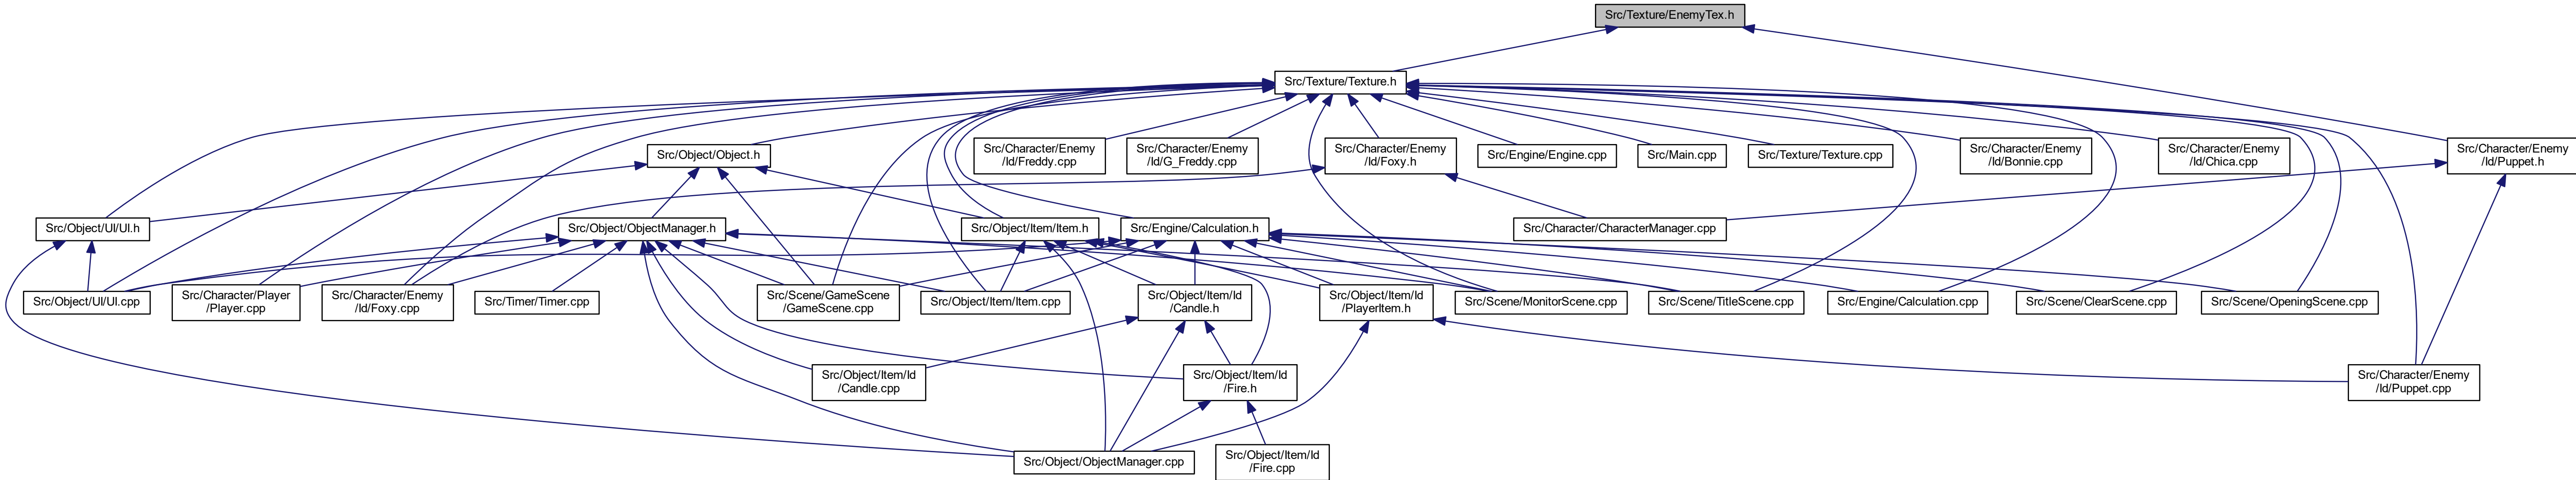 Src/Texture/EnemyTex.h
Src/Texture/Texture.h
Src/Object/Object.h
Src/Character/Enemy
/Id/Freddy.cpp
Src/Character/Enemy
/Id/G_Freddy.cpp
Src/Character/Enemy
/Id/Foxy.h
Src/Engine/Engine.cpp
Src/Main.cpp
Src/Texture/Texture.cpp
Src/Character/Enemy
/Id/Bonnie.cpp
Src/Character/Enemy
/Id/Chica.cpp
Src/Character/Enemy
/Id/Puppet.h
Src/Object/UI/UI.h
Src/Object/ObjectManager.h
Src/Object/Item/Item.h
Src/Engine/Calculation.h
Src/Character/CharacterManager.cpp
Src/Object/UI/UI.cpp
Src/Character/Player
/Player.cpp
Src/Character/Enemy
/Id/Foxy.cpp
Src/Timer/Timer.cpp
Src/Scene/GameScene
/GameScene.cpp
Src/Object/Item/Item.cpp
Src/Object/Item/Id
/Candle.h
Src/Object/Item/Id
/PlayerItem.h
Src/Scene/MonitorScene.cpp
Src/Scene/TitleScene.cpp
Src/Engine/Calculation.cpp
Src/Scene/ClearScene.cpp
Src/Scene/OpeningScene.cpp
Src/Object/Item/Id
/Candle.cpp
Src/Object/Item/Id
/Fire.h
Src/Character/Enemy
/Id/Puppet.cpp
Src/Object/ObjectManager.cpp
Src/Object/Item/Id
/Fire.cpp